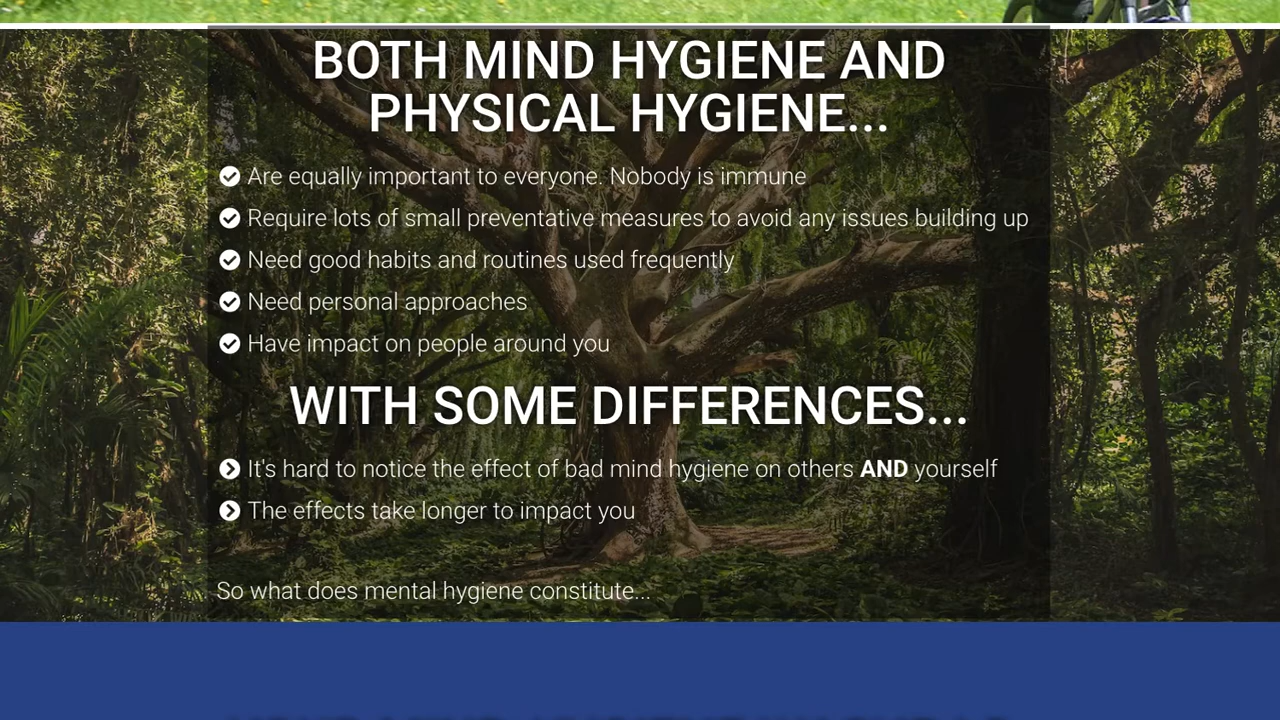 BOTH MIND HYGIENE AND
PHYSICAL HYGIENE...
Are equally important to everyone. Nobody is immune
Require lots of small preventative measures to avoid any issues building up
Need good habits and routines used frequently
Need personal approaches
Have impact on people around you
WITH SOME DIFFERENCES...
It's hard to notice the effect of bad mind hygiene on others AND yourself
The effects take longer to impact you
So what does mental hygiene constitute...